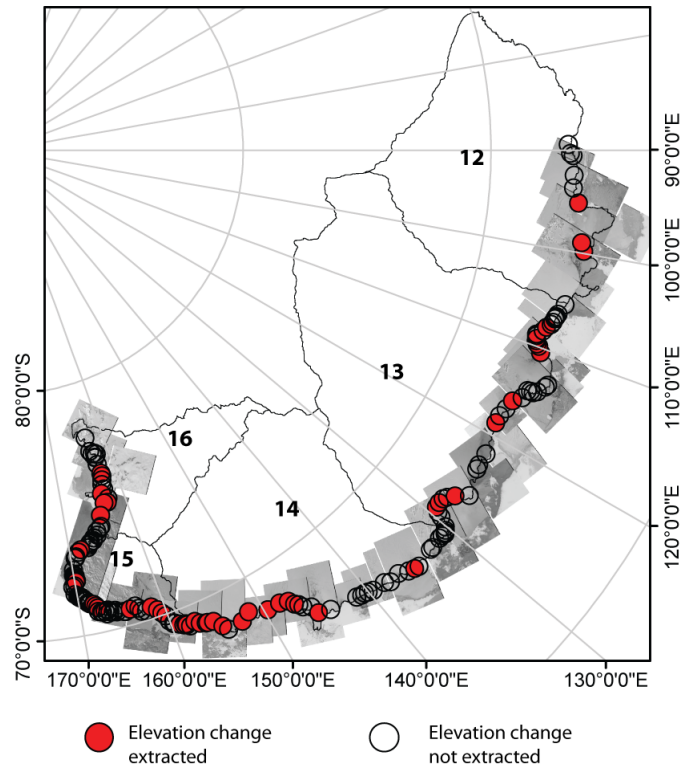 12
90°0'0"E
100°0'0"E
13
110°0'0"E
80°0'0"S
16
14
120°0'0"E
15
70°0'0"S
170°0'0"E 160°0'0"E 150°0'0"E 140°0'0"E 130°0'0"E
Elevation change
extracted
Elevation change
not extracted